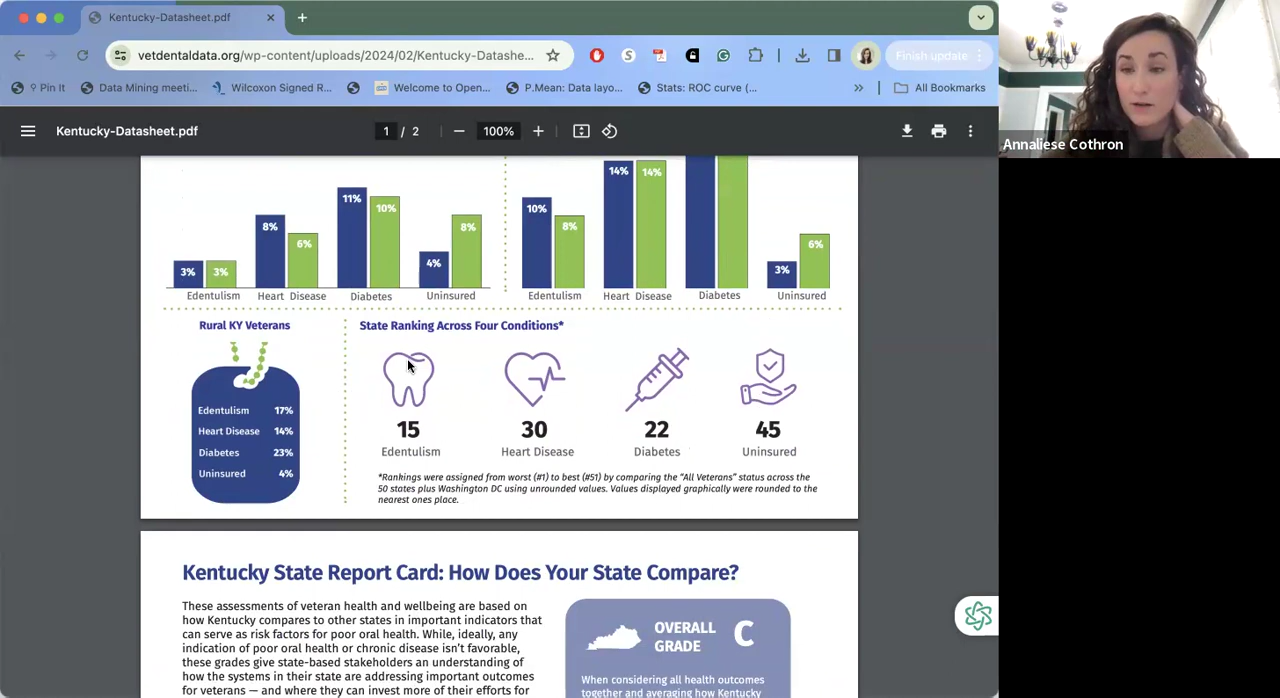 Kentucky-Datasheet.pdf
vetdentaldata.org/wp-content/uploads/2024/02/Kentucky-Datashe...
Finish update
Pin It
Data Mining meeti...
Wilcoxon Signed R...
Welcome to Open...
P.Mean: Data layo...
Stats: ROC curve (...
All Bookmarks
Kentucky-Datasheet.pdf
1 / 2
100%
Annaliese Cothron
3% 3% 8% 6% 11% 10% 4% 8%
Edentulism Heart Disease Diabetes Uninsured
10% 8% 14% 14% 3% 6%
Edentulism Heart Disease Diabetes Uninsured
Rural KY Veterans
Edentulism 17%
Heart Disease 14%
Diabetes 23%
Uninsured 4%
State Ranking Across Four Conditions*
15 30 22 45
Edentulism Heart Disease Diabetes Uninsured
*Rankings were assigned from worst (#1) to best (#51) by comparing the "All Veterans" status across the
50 states plus Washington DC using unrounded values. Values displayed graphically were rounded to the
nearest ones place.
Kentucky State Report Card: How Does Your State Compare?
These assessments of veteran health and wellbeing are based on
how Kentucky compares to other states in important indicators that
can serve as risk factors for poor oral health. While, ideally, any
indication of poor oral health or chronic disease isn't favorable,
these grades give state-based stakeholders an understanding of
how the systems in their state are addressing important outcomes
for veterans — and where they can invest more of their efforts for
OVERALL
GRADE
C
When considering all health outcomes
together and averaging how Kentucky